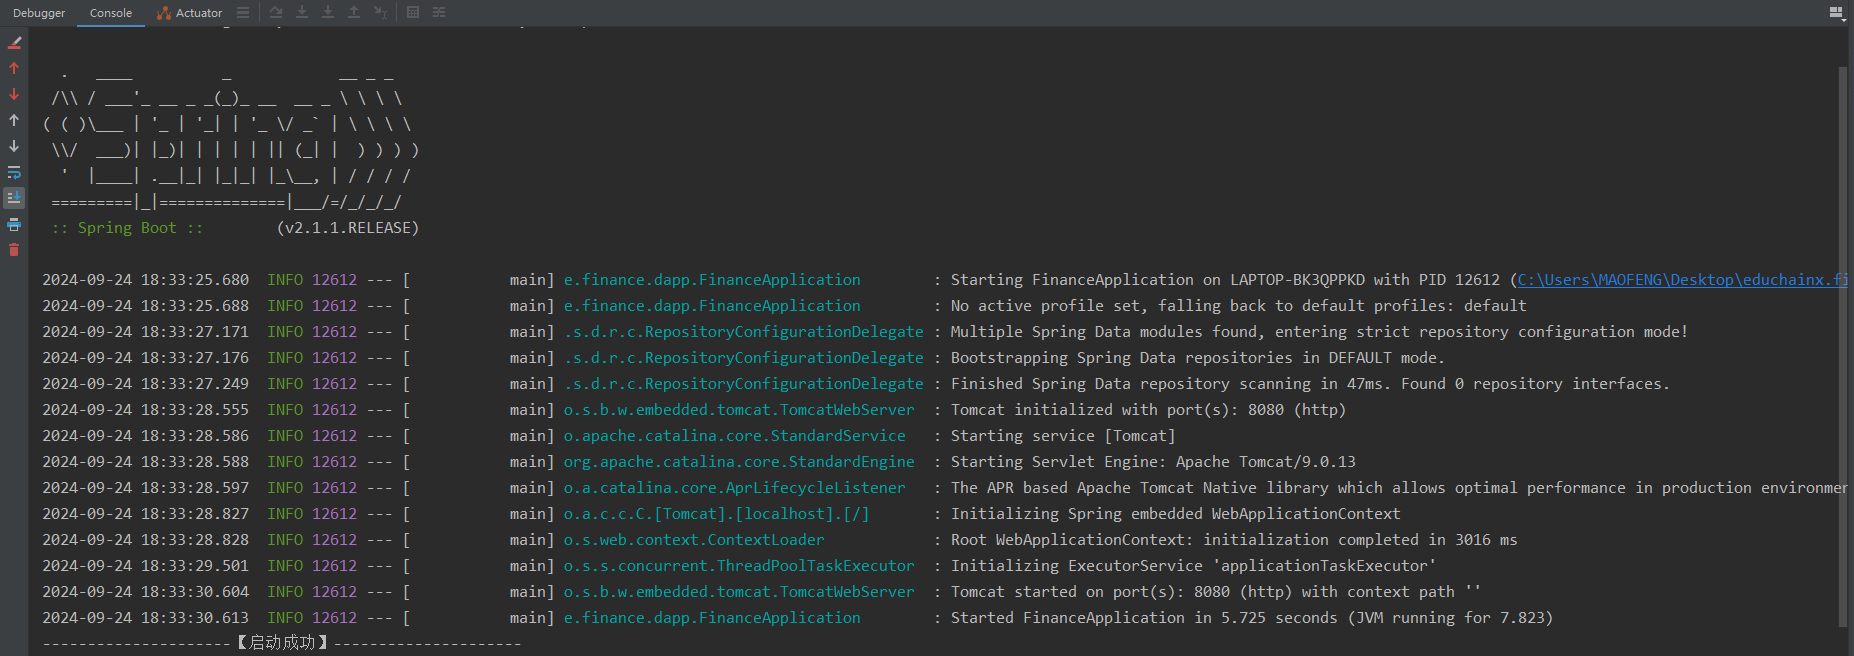 Debugger Console Actuator
  .   ____          _            __ _ _
 /\\ / ___'_ __ _ _(_)_ __  __ _ \ \ \ \
( ( )\___ | '_ | '_| | '_ \/ _` | \ \ \ \
 \\/  ___)| |_)| | | | | || (_| |  ) ) ) )
  '  |____| .__|_| |_|_| |_\__, | / / / /
 =========|_|==============|___/=/_/_/_/
 :: Spring Boot ::        (v2.1.1.RELEASE)
2024-09-24 18:33:25.680  INFO 12612 --- [           main] e.finance.dapp.FinanceApplication        : Starting FinanceApplication on LAPTOP-BK3QPPKD with PID 12612 (C:\Users\MAOFENG\Desktop\educhainx.fi
2024-09-24 18:33:25.688  INFO 12612 --- [           main] e.finance.dapp.FinanceApplication        : No active profile set, falling back to default profiles: default
2024-09-24 18:33:27.171  INFO 12612 --- [           main] .s.d.r.c.RepositoryConfigurationDelegate : Multiple Spring Data modules found, entering strict repository configuration mode!
2024-09-24 18:33:27.176  INFO 12612 --- [           main] .s.d.r.c.RepositoryConfigurationDelegate : Bootstrapping Spring Data repositories in DEFAULT mode.
2024-09-24 18:33:27.249  INFO 12612 --- [           main] .s.d.r.c.RepositoryConfigurationDelegate : Finished Spring Data repository scanning in 47ms. Found 0 repository interfaces.
2024-09-24 18:33:28.555  INFO 12612 --- [           main] o.s.b.w.embedded.tomcat.TomcatWebServer  : Tomcat initialized with port(s): 8080 (http)
2024-09-24 18:33:28.586  INFO 12612 --- [           main] o.apache.catalina.core.StandardService   : Starting service [Tomcat]
2024-09-24 18:33:28.588  INFO 12612 --- [           main] org.apache.catalina.core.StandardEngine  : Starting Servlet Engine: Apache Tomcat/9.0.13
2024-09-24 18:33:28.597  INFO 12612 --- [           main] o.a.catalina.core.AprLifecycleListener   : The APR based Apache Tomcat Native library which allows optimal performance in production environmen
2024-09-24 18:33:28.827  INFO 12612 --- [           main] o.a.c.c.C.[Tomcat].[localhost].[/]       : Initializing Spring embedded WebApplicationContext
2024-09-24 18:33:28.828  INFO 12612 --- [           main] o.s.web.context.ContextLoader            : Root WebApplicationContext: initialization completed in 3016 ms
2024-09-24 18:33:29.501  INFO 12612 --- [           main] o.s.s.concurrent.ThreadPoolTaskExecutor  : Initializing ExecutorService 'applicationTaskExecutor'
2024-09-24 18:33:30.604  INFO 12612 --- [           main] o.s.b.w.embedded.tomcat.TomcatWebServer  : Tomcat started on port(s): 8080 (http) with context path ''
2024-09-24 18:33:30.613  INFO 12612 --- [           main] e.finance.dapp.FinanceApplication        : Started FinanceApplication in 5.725 seconds (JVM running for 7.823)
---------------------【启动成功】---------------------